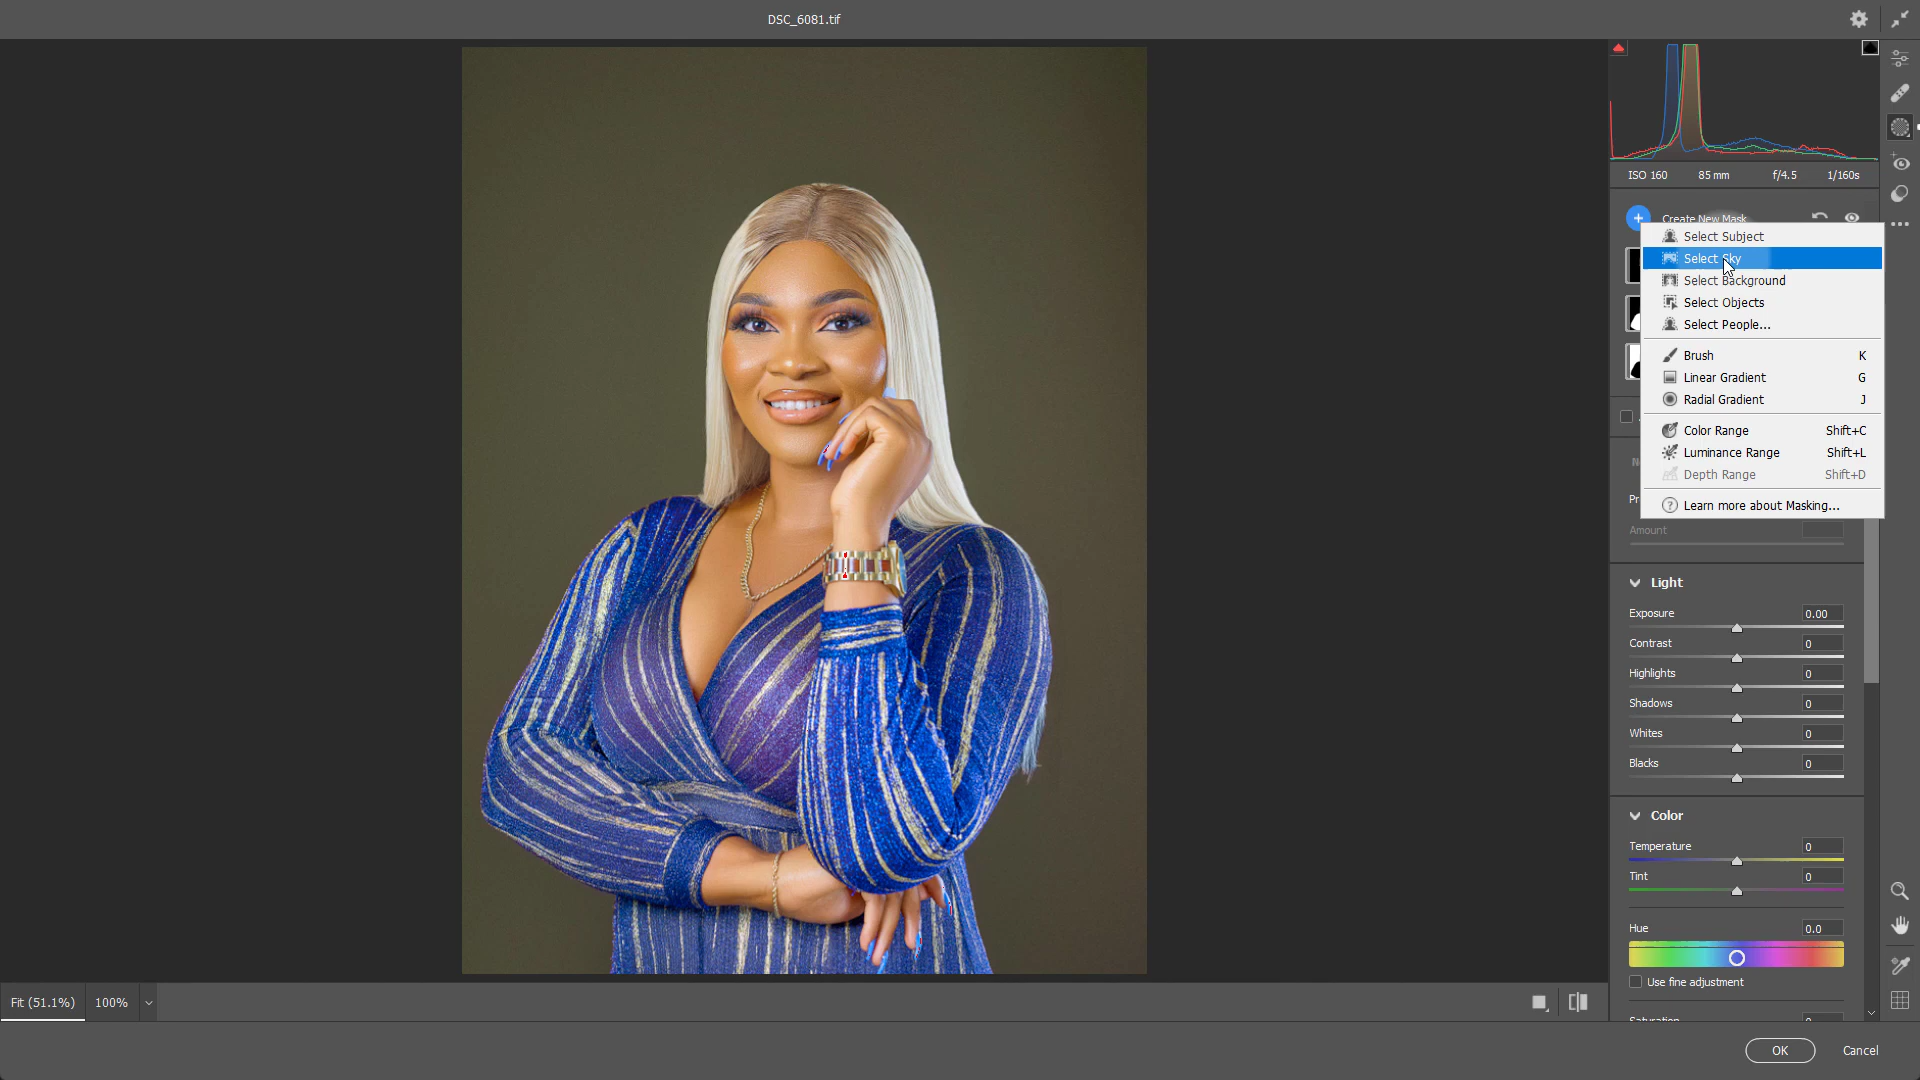 DSC_6081.tif
ISO 160 85 mm f/4.5 1/160s
Create New Mask
Select Subject
Select Sky
Select Background
Select Objects
Select People...
Brush K
Linear Gradient G
Radial Gradient J
Color Range Shift+C
Luminance Range Shift+L
Depth Range Shift+D
Learn more about Masking...
Amount
Light
Exposure 0.00
Contrast 0
Highlights 0
Shadows 0
Whites 0
Blacks 0
Color
Temperature 0
Tint 0
Hue 0.0
Use fine adjustment
Saturation
Fit (51.1%) 100%
OK Cancel